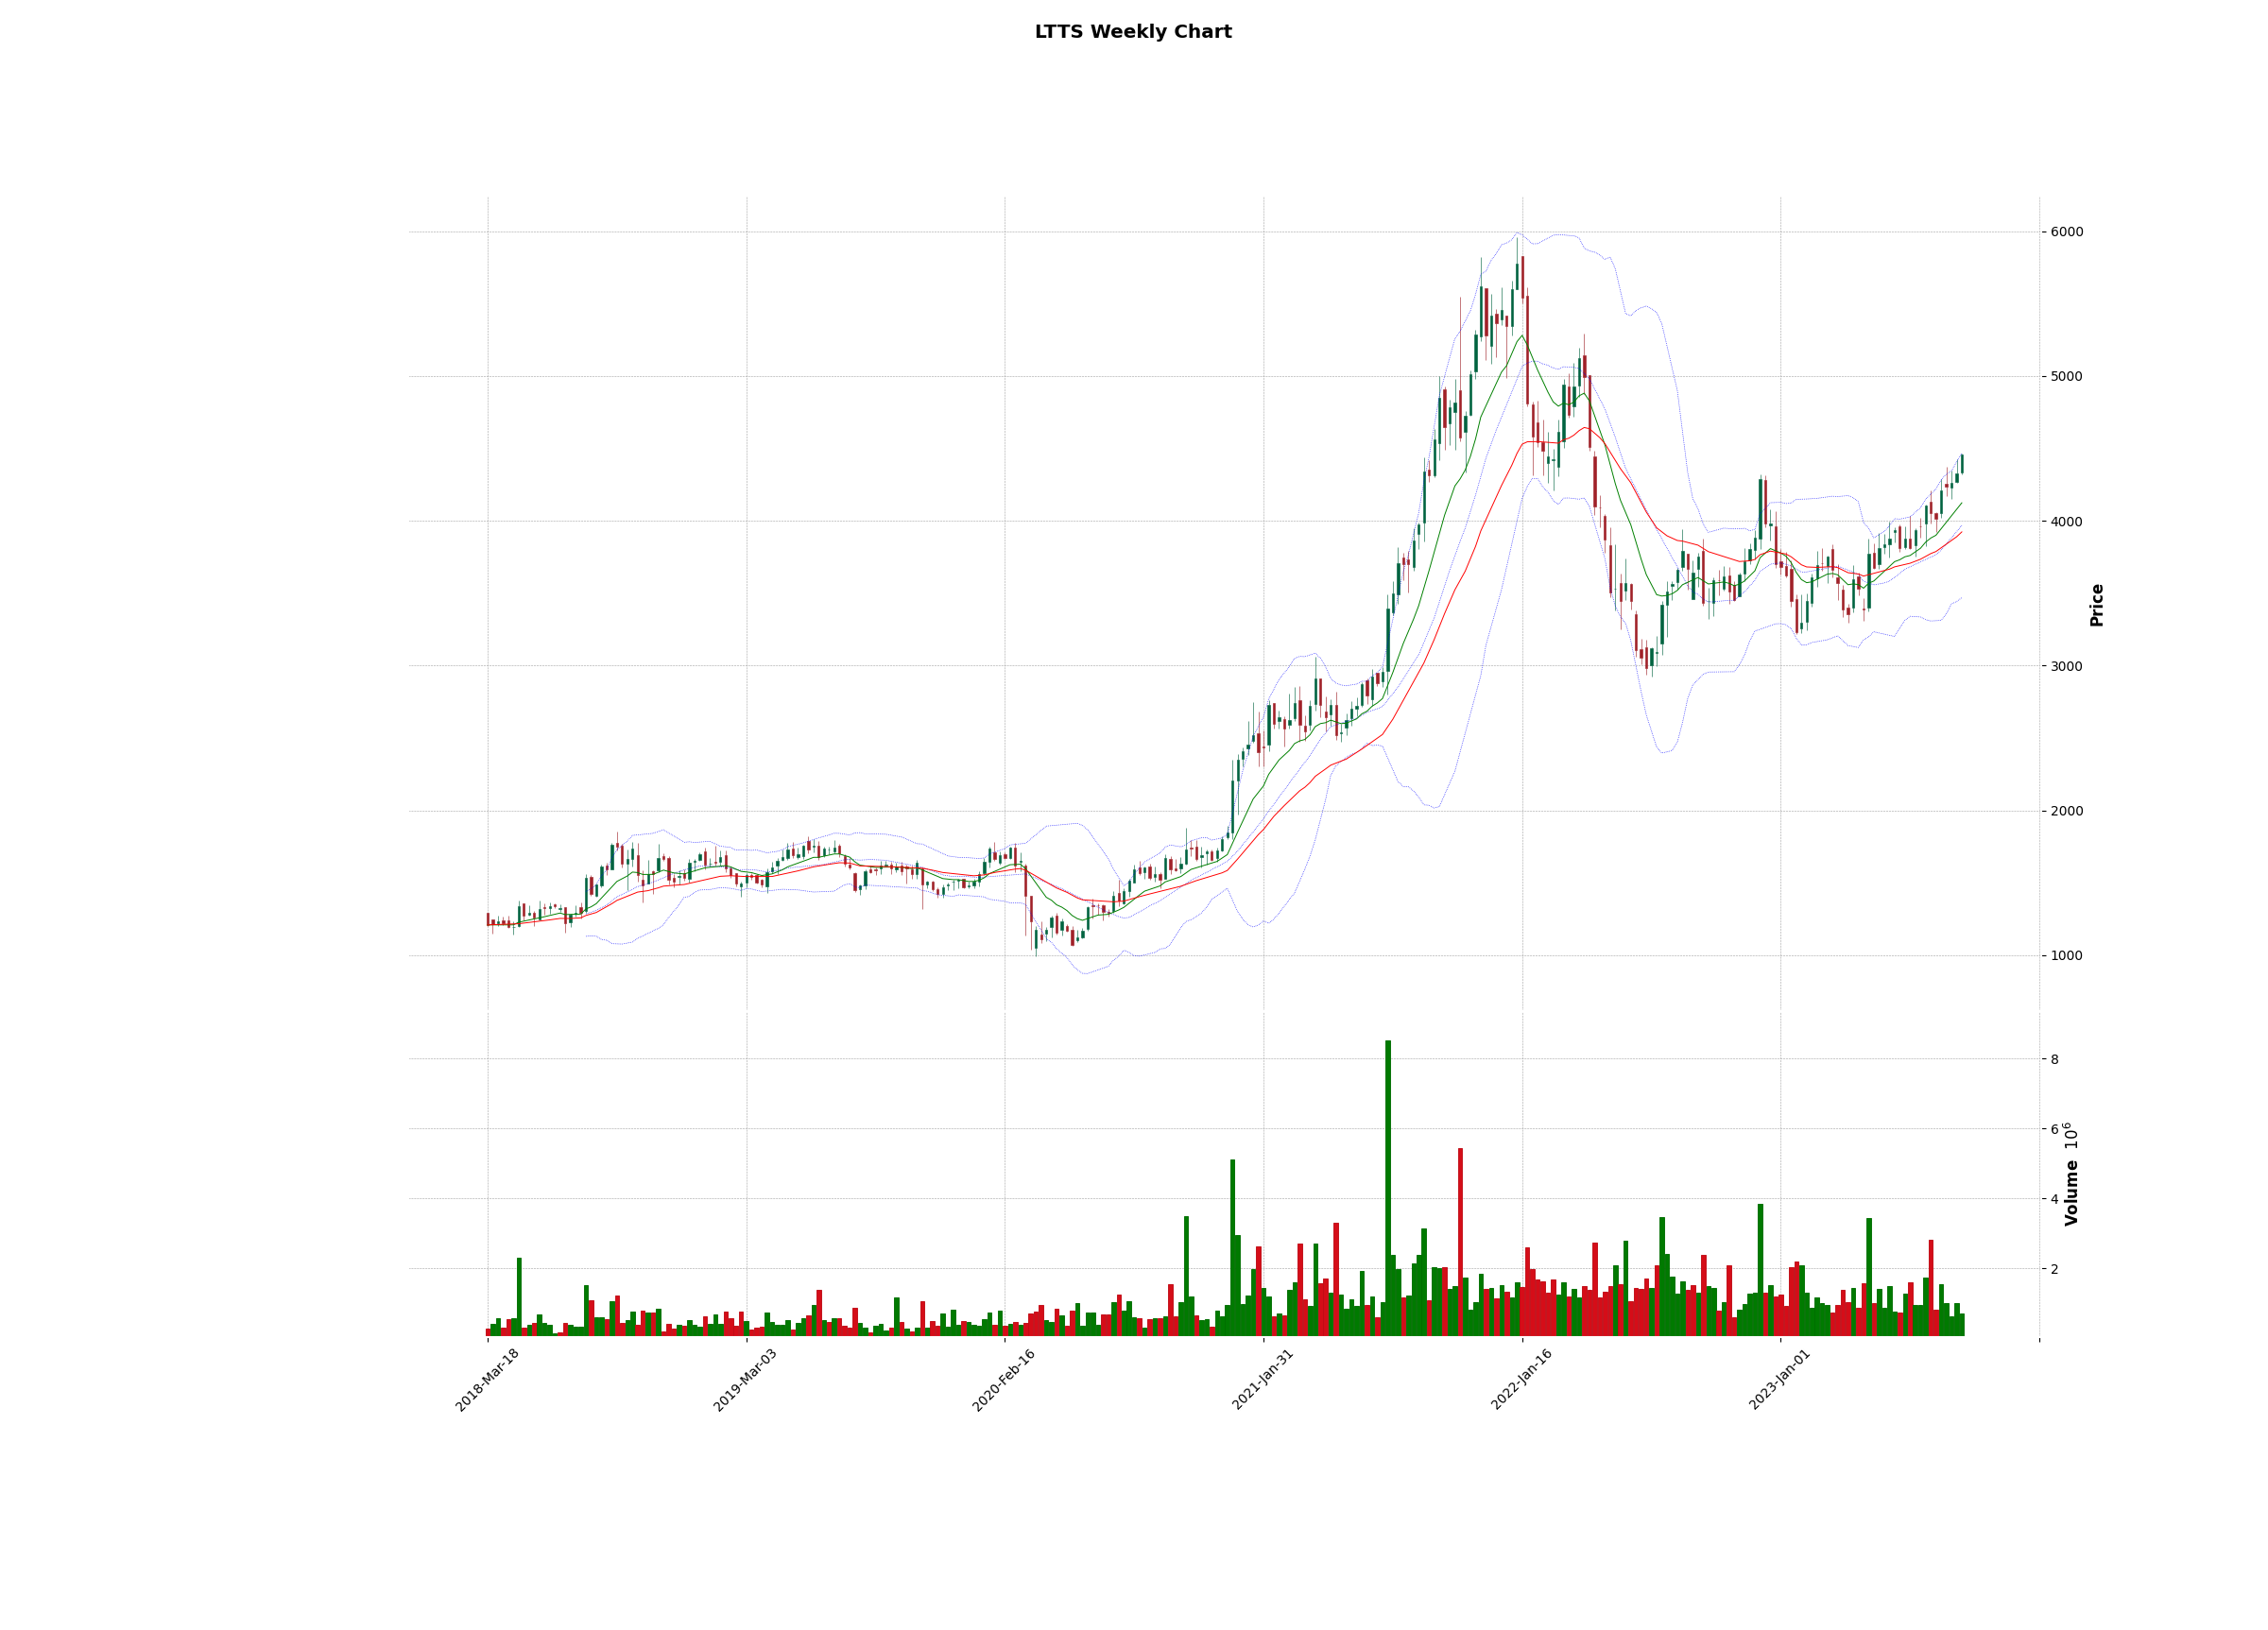 LTTS Weekly Chart
6000
5000
4000
3000
2000
1000
Price
8
6
4
2
Volume 10^6
2018-Mar-18
2019-Mar-03
2020-Feb-16
2021-Jan-31
2022-Jan-16
2023-Jan-01